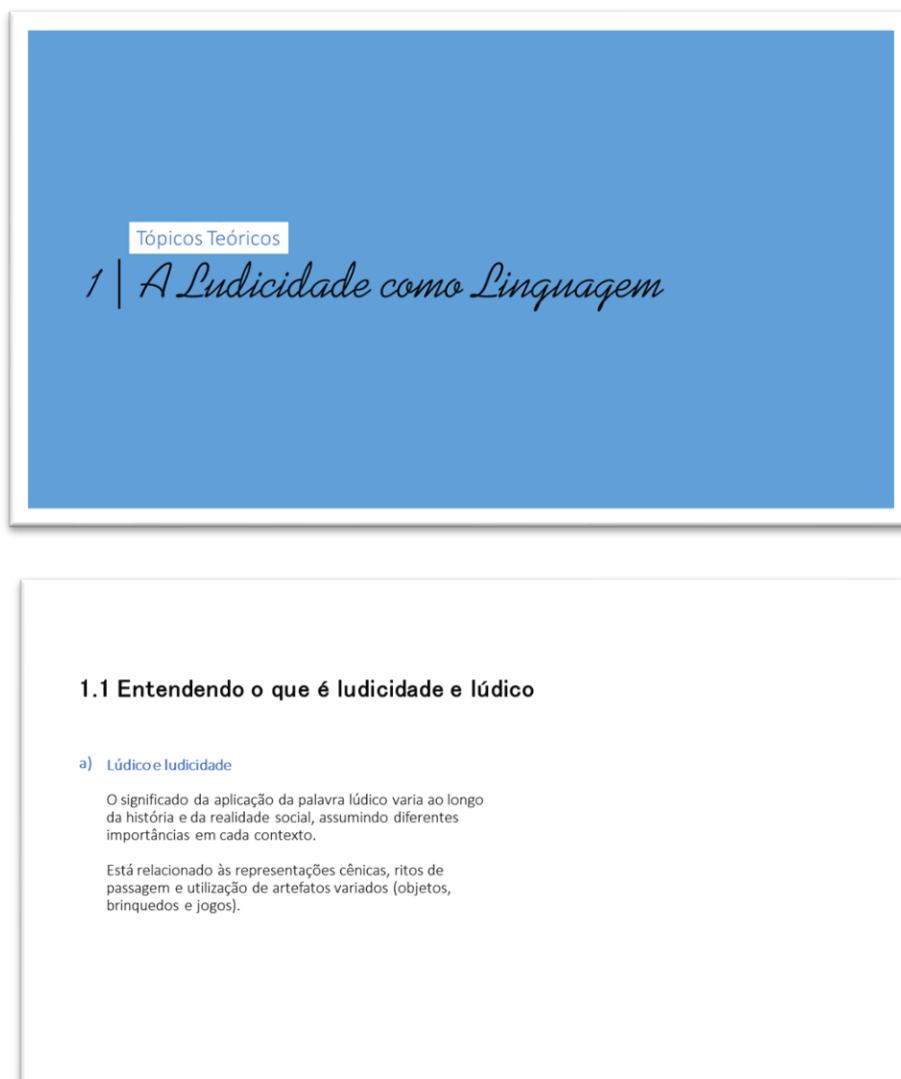 Tópicos Teóricos
1 | A Ludicidade como Linguagem
1.1 Entendendo o que é ludicidade e lúdico
a) Lúdico e ludicidade
O significado da aplicação da palavra lúdico varia ao longo
da história e da realidade social, assumindo diferentes
importâncias em cada contexto.
Está relacionado às representações cênicas, ritos de
passagem e utilização de artefatos variados (objetos,
brinquedos e jogos).